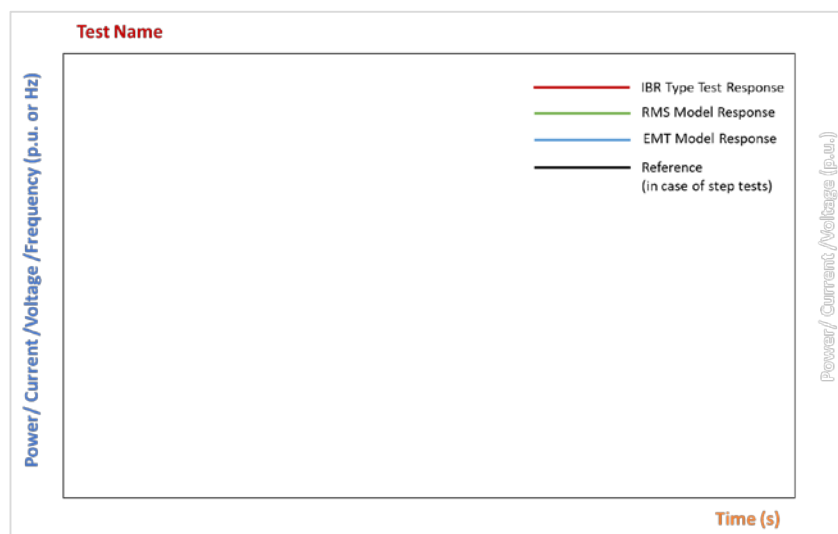 Test Name
Power/ Current /Voltage /Frequency (p.u. or Hz)
IBR Type Test Response
RMS Model Response
EMT Model Response
Reference
(in case of step tests)
Power/ Current /Voltage (p.u.)
Time (s)